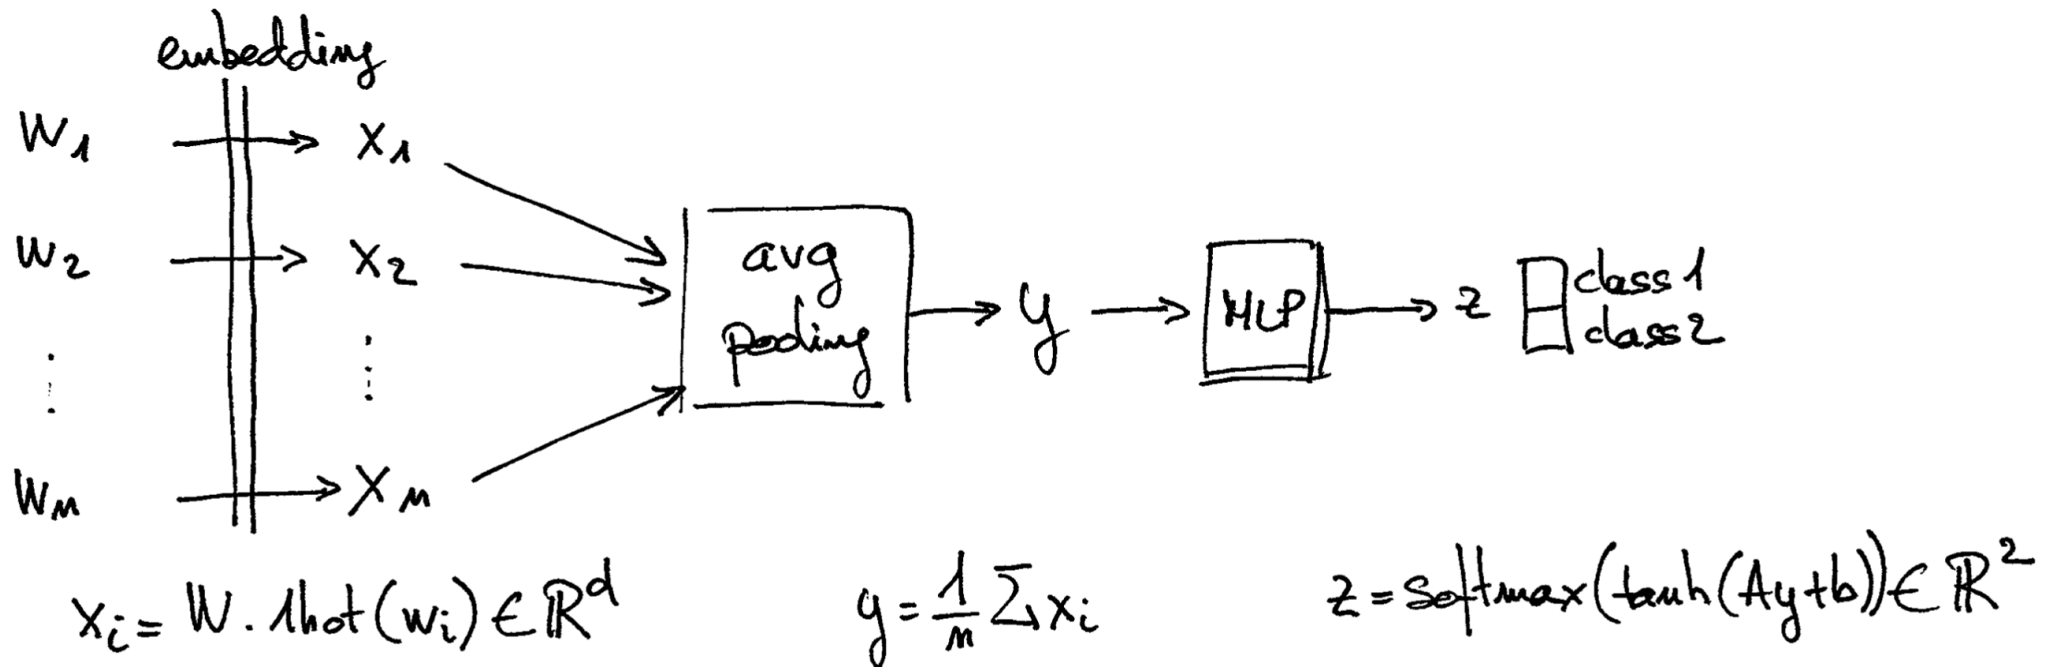 embedding
W₁ → X₁
W₂ → X₂
⋮ ⋮
Wₙ → Xₙ
avg
pooling
→ y →
MLP
→ z
class 1
class 2
xᵢ = W . 1hot(wᵢ) ∈ ℝᵈ
y = 1/n Σ xᵢ
z = softmax(tanh(Ay+b)) ∈ ℝ²